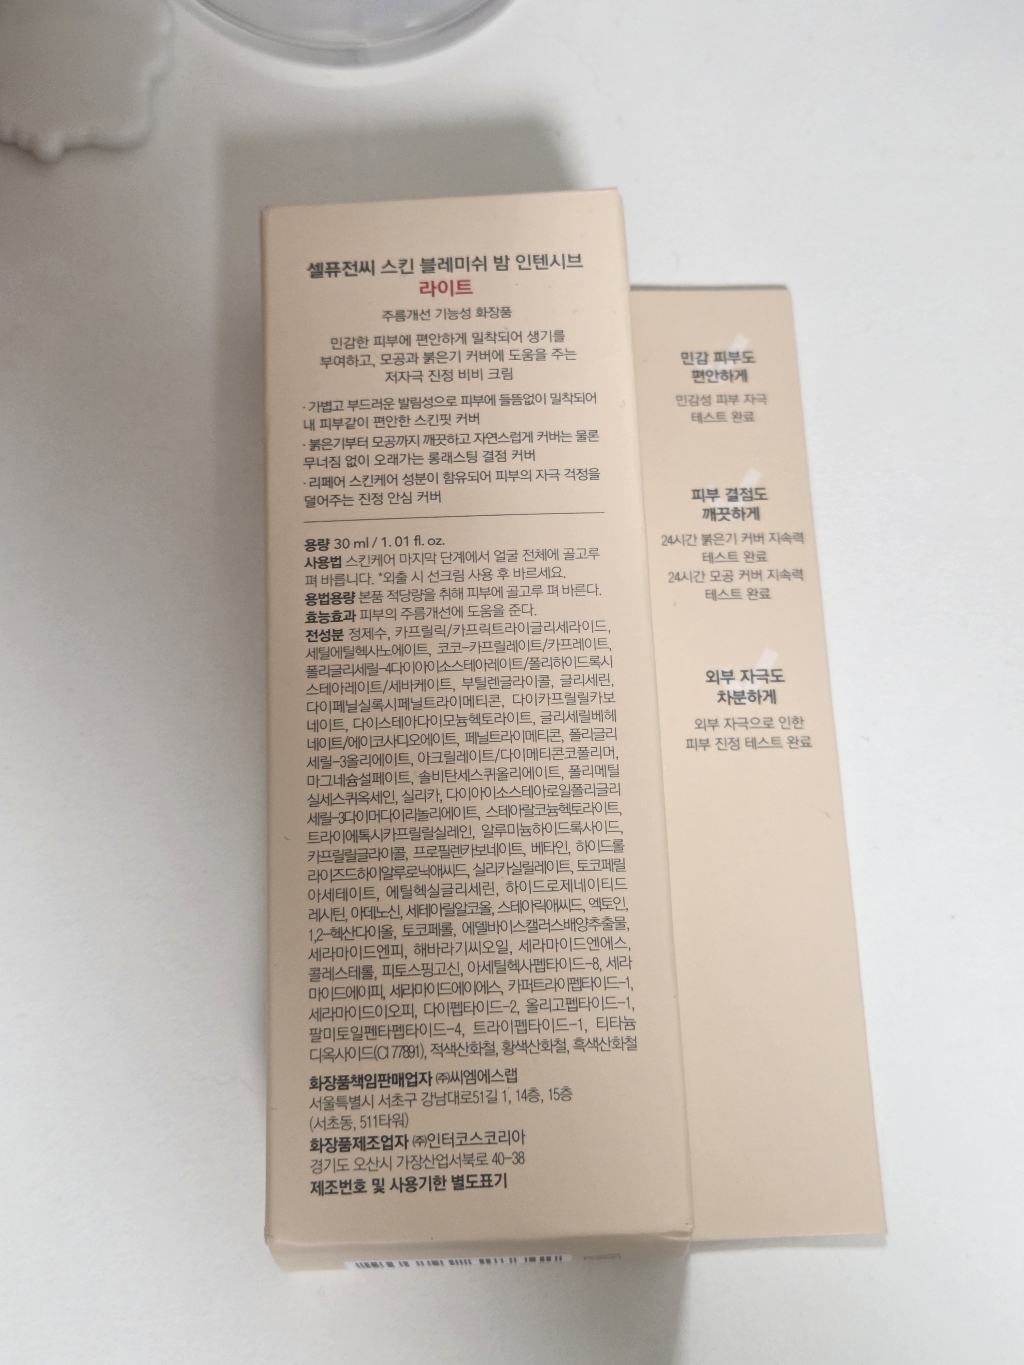 셀퓨전씨 스킨 블레미쉬 밤 인텐시브
라이트
주름개선 기능성 화장품
민감한 피부에 편안하게 밀착되어 생기를
부여하고, 모공과 붉은기 커버에 도움을 주는
저자극 진정 비비 크림
· 가볍고 부드러운 발림성으로 피부에 들뜸없이 밀착되어
내 피부같이 편안한 스킨핏 커버
· 붉은기부터 모공까지 깨끗하고 자연스럽게 커버는 물론
무너짐 없이 오래가는 롱래스팅 결점 커버
· 리페어 스킨케어 성분이 함유되어 피부의 자극 걱정을
덜어주는 진정 안심 커버
용량 30 ml / 1. 01 fl. oz.
사용법 스킨케어 마지막 단계에서 얼굴 전체에 골고루
펴 바릅니다. *외출 시 선크림 사용 후 바르세요.
용법용량 본품 적당량을 취해 피부에 골고루 펴 바른다.
효능효과 피부의 주름개선에 도움을 준다.
전성분 정제수, 카프릴릭/카프릭트라이글리세라이드,
세틸에틸헥사노에이트, 코코-카프릴레이트/카프레이트,
폴리글리세릴-4다이아이소스테아레이트/폴리하이드록시
스테아레이트/세바케이트, 부틸렌글라이콜, 글리세린,
다이페닐실록시페닐트라이메티콘, 다이카프릴릴카보
네이트, 다이스테아다이모늄헥토라이트, 글리세릴베헤
네이트/에이코사디오에이트, 페닐트라이메티콘, 폴리글리
세릴-3올리에이트, 아크릴레이트/다이메티콘코폴리머,
마그네슘설페이트, 솔비탄세스퀴올리에이트, 폴리메틸
실세스퀴옥세인, 실리카, 다이아이소스테아로일폴리글리
세릴-3다이머다이리놀리에이트, 스테아랄코늄헥토라이트,
트라이에톡시카프릴릴실레인, 알루미늄하이드록사이드,
카프릴릴글라이콜, 프로필렌카보네이트, 베타인, 하이드롤
라이즈드하이알루로닉애씨드, 실리카실릴레이트, 토코페릴
아세테이트, 에틸헥실글리세린, 하이드로제네이티드
레시틴, 아데노신, 세테아릴알코올, 스테아릭애씨드, 엑토인,
1,2-헥산다이올, 토코페롤, 에델바이스캘러스배양추출물,
세라마이드엔피, 해바라기씨오일, 세라마이드엔에스,
콜레스테롤, 피토스핑고신, 아세틸헥사펩타이드-8, 세라
마이드에이피, 세라마이드에이에스, 카퍼트라이펩타이드-1,
세라마이드이오피, 다이펩타이드-2, 올리고펩타이드-1,
팔미토일펜타펩타이드-4, 트라이펩타이드-1, 티타늄
디옥사이드(CI 77891), 적색산화철, 황색산화철, 흑색산화철
화장품책임판매업자 ㈜씨엠에스랩
서울특별시 서초구 강남대로51길 1, 14층, 15층
(서초동, 511타워)
화장품제조업자 ㈜인터코스코리아
경기도 오산시 가장산업서북로 40-38
제조번호 및 사용기한 별도표기
민감 피부도
편안하게
민감성 피부 자극
테스트 완료
피부 결점도
깨끗하게
24시간 붉은기 커버 지속력
테스트 완료
24시간 모공 커버 지속력
테스트 완료
외부 자극도
차분하게
외부 자극으로 인한
피부 진정 테스트 완료